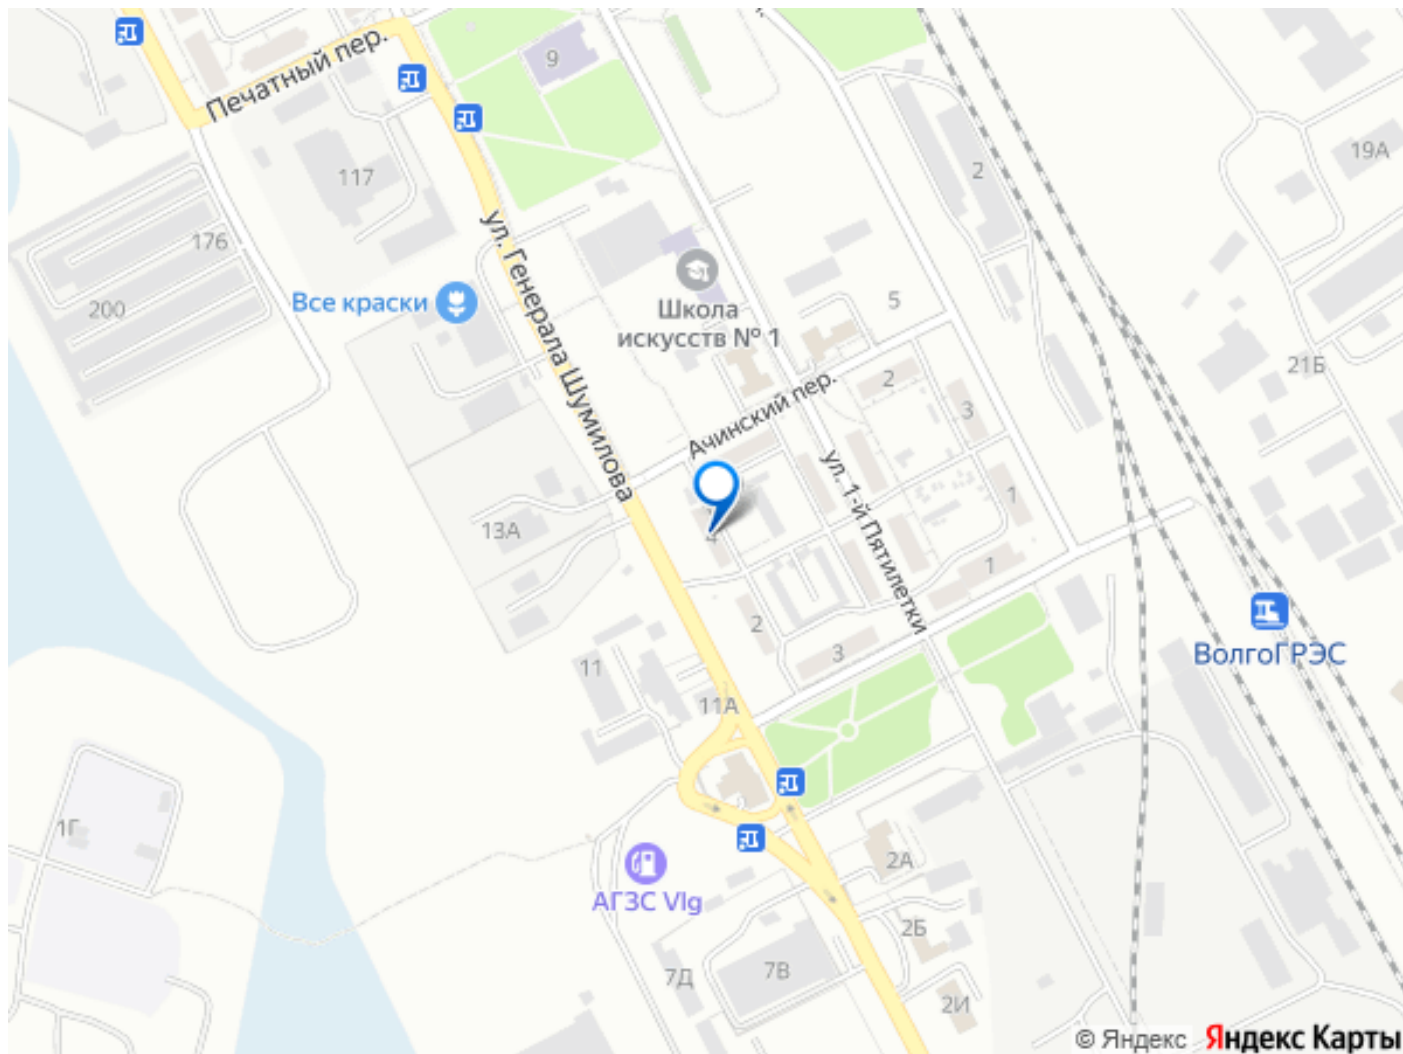 Печатный пер.
9
117
2
19А
176
200
ул. Генерала Шумилова
Все краски
Школа
искусств № 1
5
21Б
2
3
Ачинский пер.
ул. 1-й Пятилетки
13А
4
1
1
2
3
ВолгоГРЭС
11
11А
1Г
АГЗС Vlg
2А
2Б
7Д
7В
2И
© Яндекс
Яндекс Карты